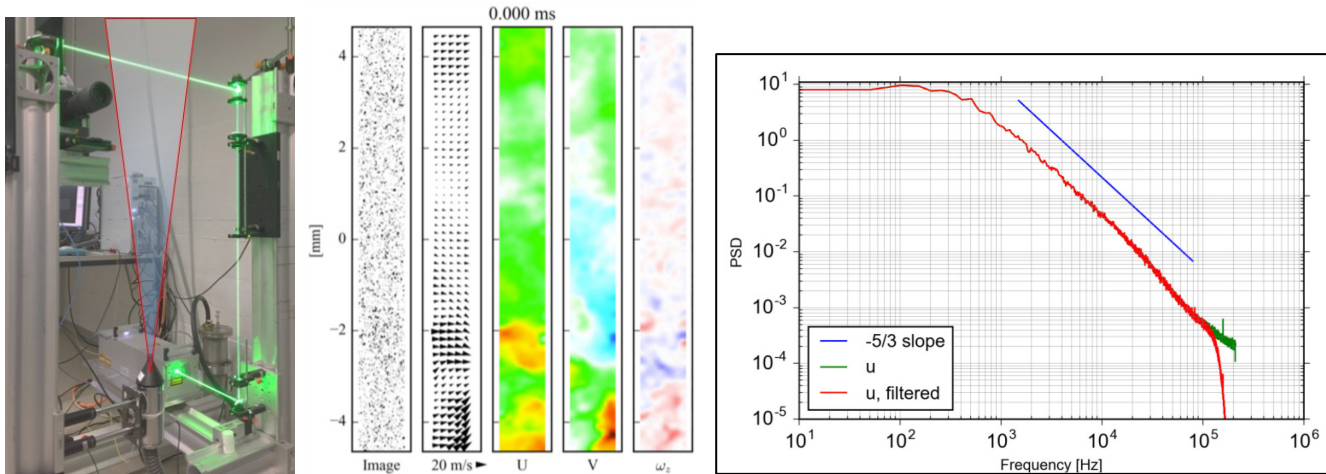 0.000 ms
4
2
0
−2
−4
[mm]
Image
20 m/s
U
V
ω_z
10^1
10^0
10^-1
10^-2
10^-3
10^-4
10^-5
PSD
-5/3 slope
u
u, filtered
10^1 10^2 10^3 10^4 10^5 10^6
Frequency [Hz]